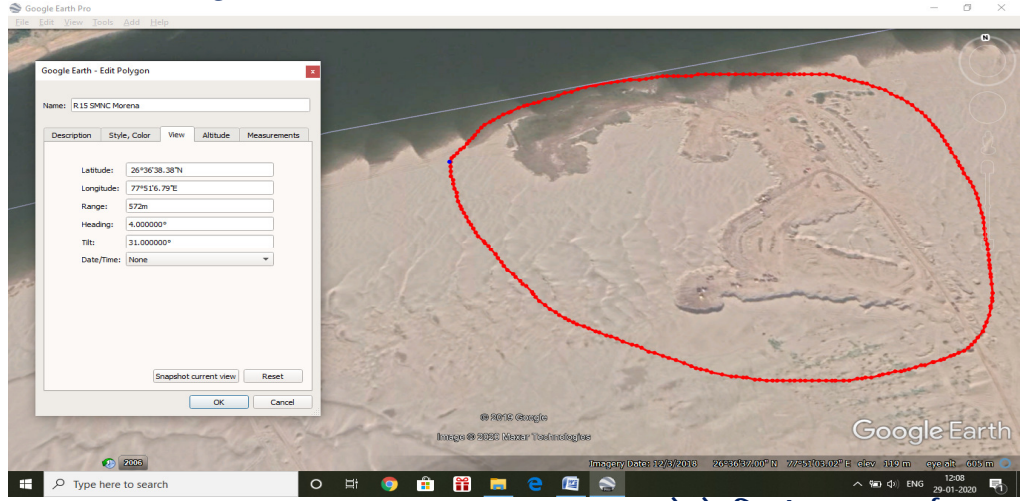 Google Earth Pro
File Edit View Tools Add Help
N
Google Earth - Edit Polygon
x
Name: R15 SMNC Morena
Description Style, Color View Altitude Measurements
Latitude: 26°36'38.38"N
Longitude: 77°51'6.79"E
Range: 572m
Heading: 4.000000°
Tilt: 31.000000°
Date/Time: None
Snapshot current view Reset
OK Cancel
© 2019 Google
Image © 2020 Maxar Technologies
Google Earth
2006
Imagery Date: 12/3/2018 26°36'37.00" N 77°51'03.02" E elev 119 m eye alt 605 m
Type here to search
ENG
12:08
29-01-2020